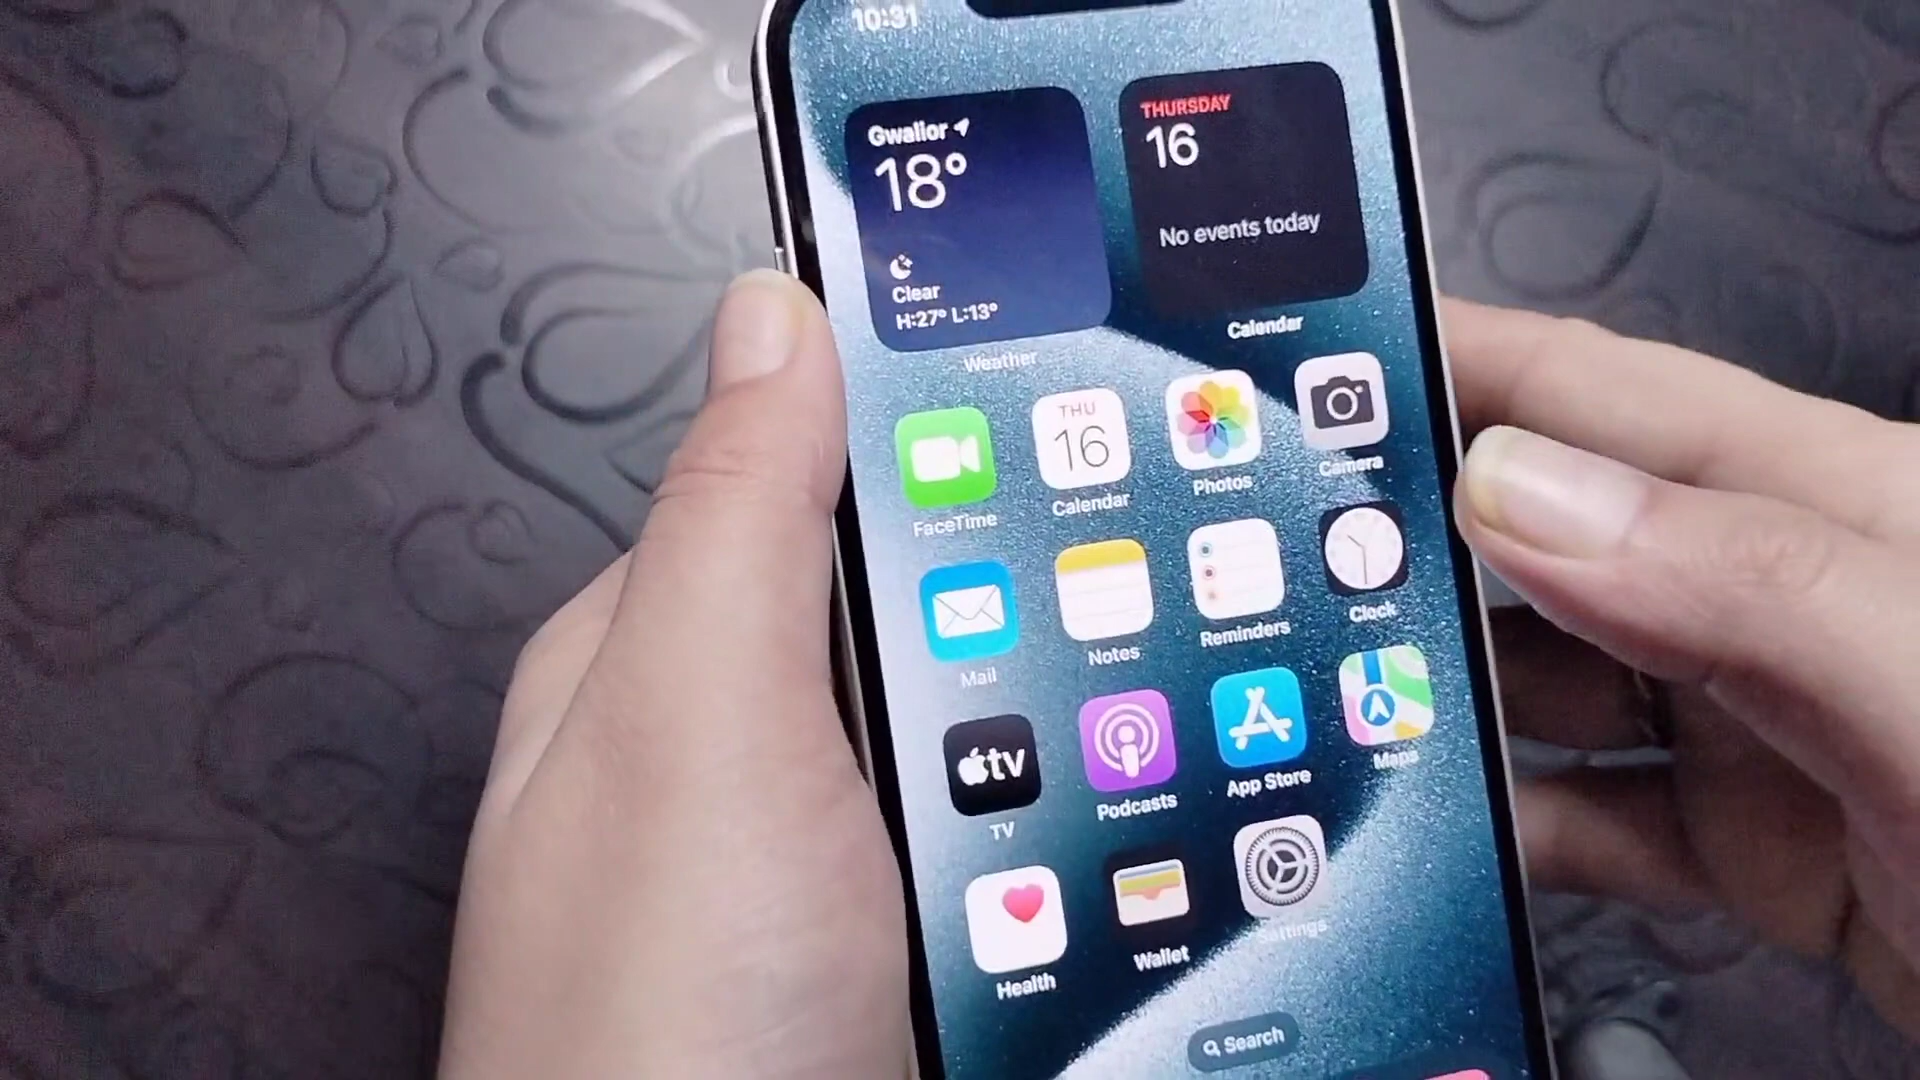 10:31
Gwalior
18°
Clear
H:27° L:13°
Weather
THURSDAY
16
No events today
Calendar
FaceTime
THU
16
Calendar
Photos
Camera
Mail
Notes
Reminders
Clock
tv
TV
Podcasts
App Store
Maps
Health
Wallet
Settings
Search